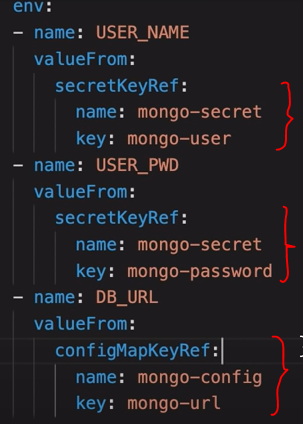 env:
- name: USER_NAME
  valueFrom:
    secretKeyRef:
      name: mongo-secret
      key: mongo-user
- name: USER_PWD
  valueFrom:
    secretKeyRef:
      name: mongo-secret
      key: mongo-password
- name: DB_URL
  valueFrom:
    configMapKeyRef:
      name: mongo-config
      key: mongo-url